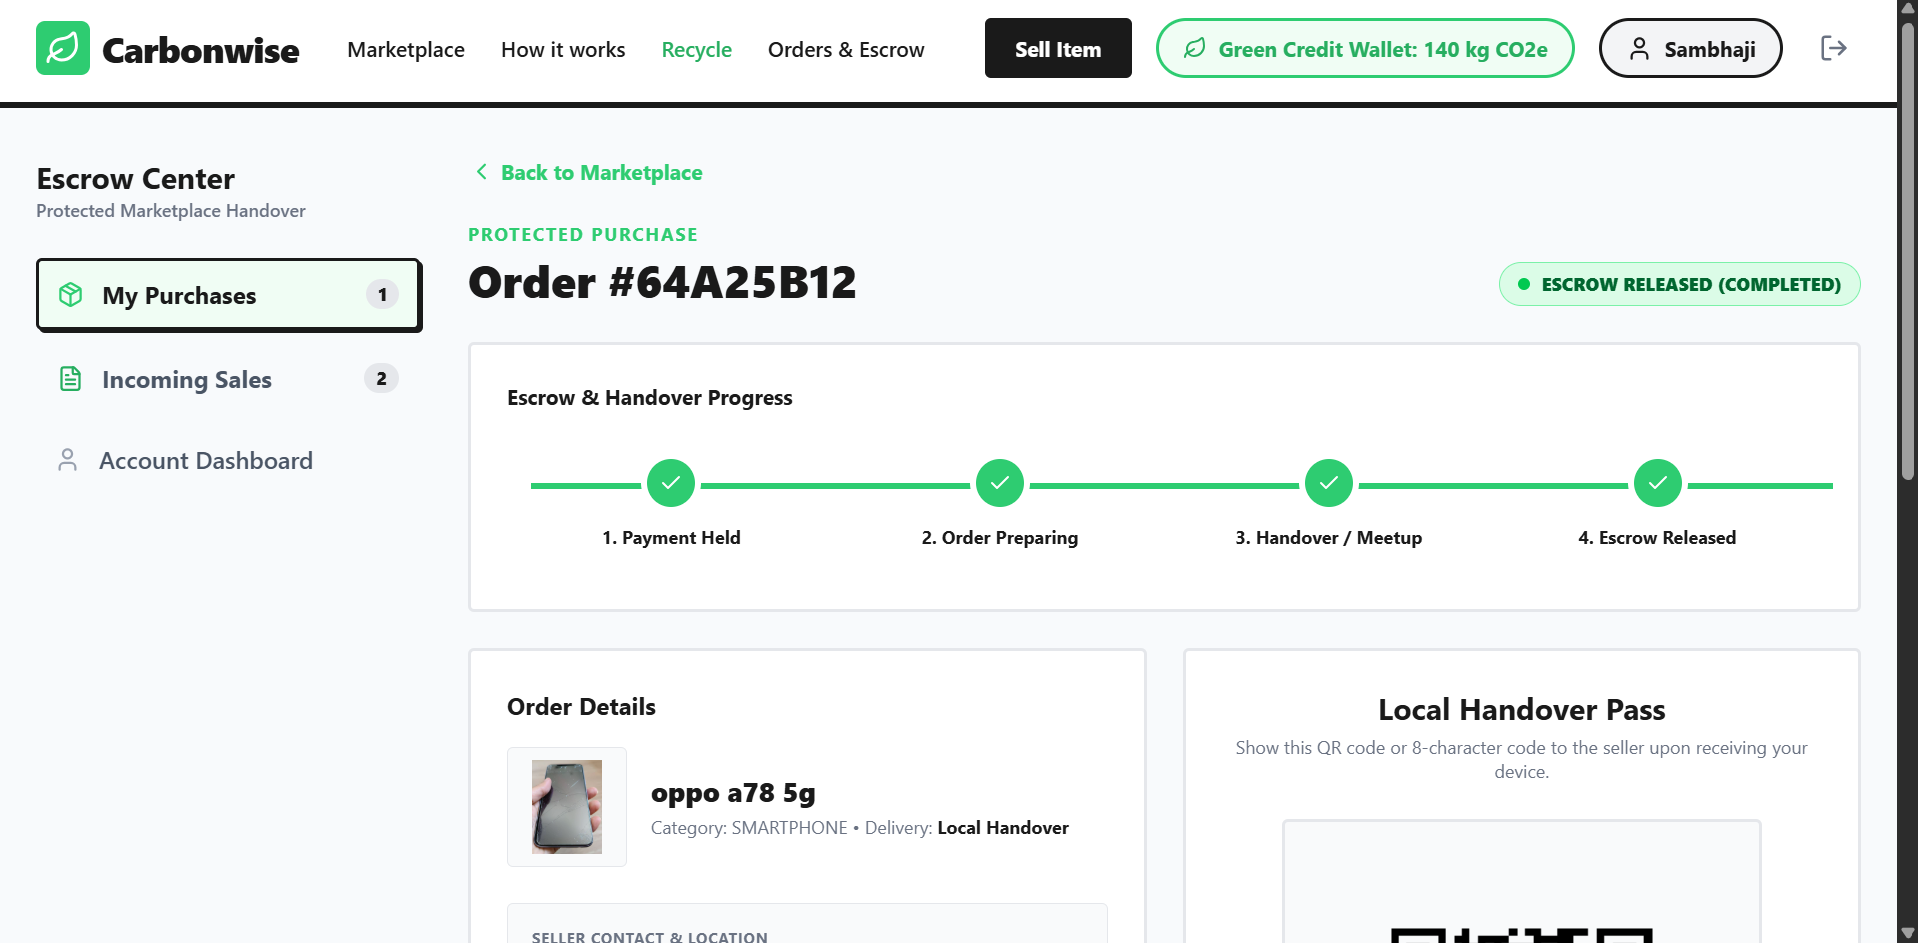 Carbonwise
Marketplace
How it works
Recycle
Orders & Escrow
Sell Item
Green Credit Wallet: 140 kg CO2e
Sambhaji
Escrow Center
Protected Marketplace Handover
My Purchases
1
Incoming Sales
2
Account Dashboard
Back to Marketplace
PROTECTED PURCHASE
Order #64A25B12
ESCROW RELEASED (COMPLETED)
Escrow & Handover Progress
1. Payment Held
2. Order Preparing
3. Handover / Meetup
4. Escrow Released
Order Details
oppo a78 5g
Category: SMARTPHONE • Delivery: Local Handover
SELLER CONTACT & LOCATION
Local Handover Pass
Show this QR code or 8-character code to the seller upon receiving your
device.